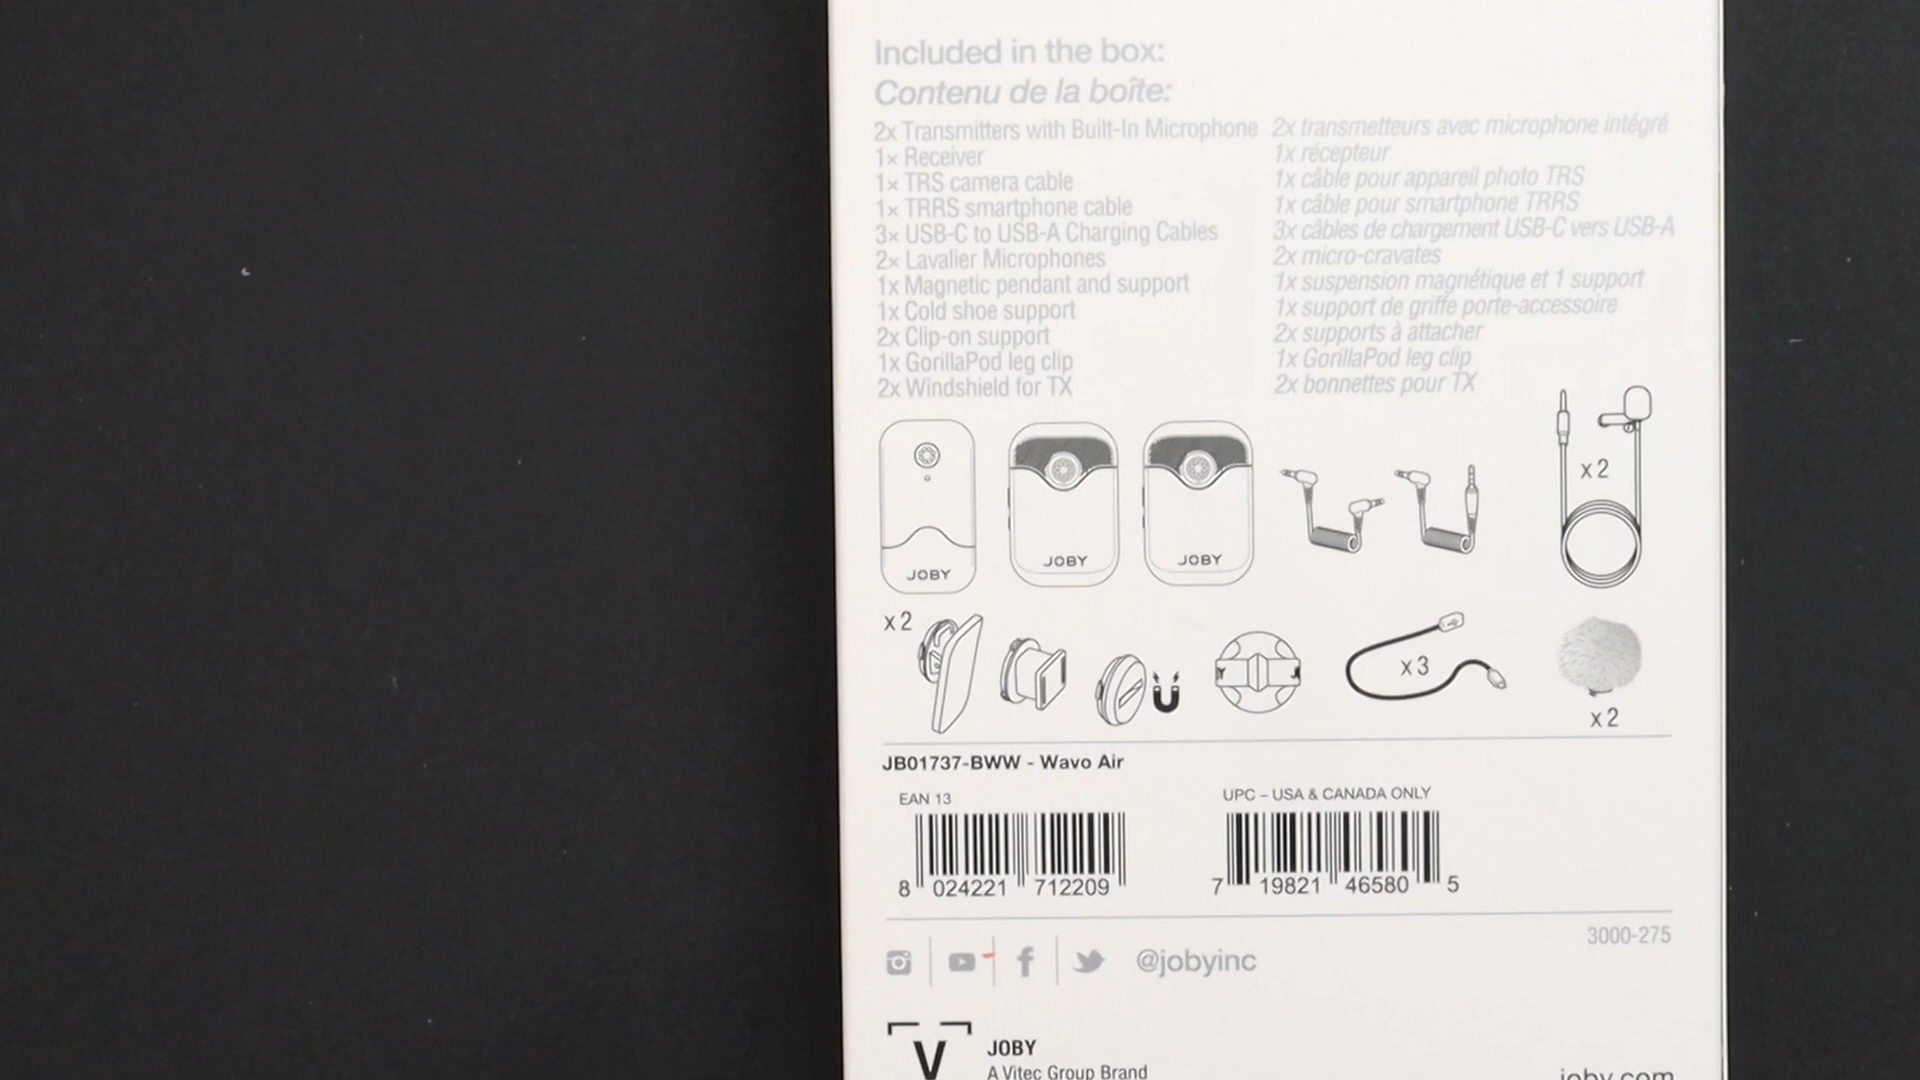 Included in the box:
Contenu de la boîte:
2x Transmitters with Built-In Microphone
1x Receiver
1x TRS camera cable
1x TRRS smartphone cable
3x USB-C to USB-A Charging Cables
2x Lavalier Microphones
1x Magnetic pendant and support
1x Cold shoe support
2x Clip-on support
1x GorillaPod leg clip
2x Windshield for TX
2x transmetteurs avec microphone intégré
1x récepteur
1x câble pour appareil photo TRS
1x câble pour smartphone TRRS
3x câbles de chargement USB-C vers USB-A
2x micro-cravates
1x suspension magnétique et 1 support
1x support de griffe porte-accessoire
2x supports à attacher
1x GorillaPod leg clip
2x bonnettes pour TX
JOBY
JOBY
JOBY
x 2
x 2
x 3
x 2
JB01737-BWW - Wavo Air
EAN 13
UPC – USA & CANADA ONLY
8 024221 712209
7 19821 46580 5
3000-275
@jobyinc
V
JOBY
A Vitec Group Brand
joby.com